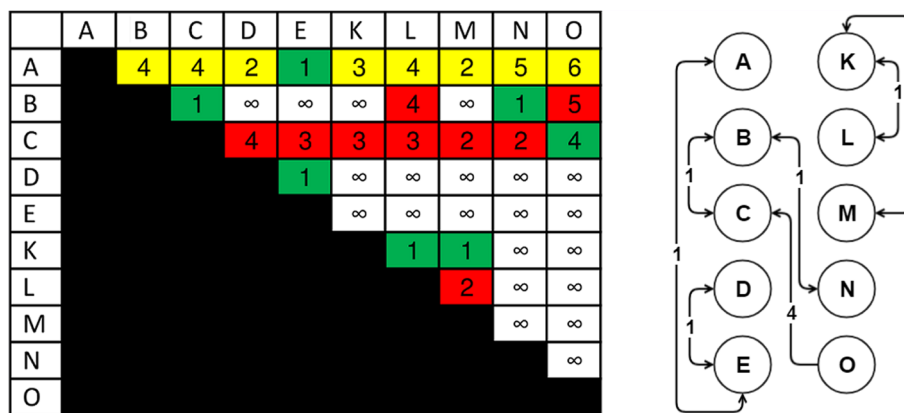 A B C D E K L M N O
A 4 4 2 1 3 4 2 5 6
B 1 ∞ ∞ ∞ 4 ∞ 1 5
C 4 3 3 3 2 2 4
D 1 ∞ ∞ ∞ ∞ ∞
E ∞ ∞ ∞ ∞ ∞
K 1 1 ∞ ∞
L 2 ∞ ∞
M ∞ ∞
N ∞
O
A K
1
B L
1 1
C M
1
D N
1 4
E O